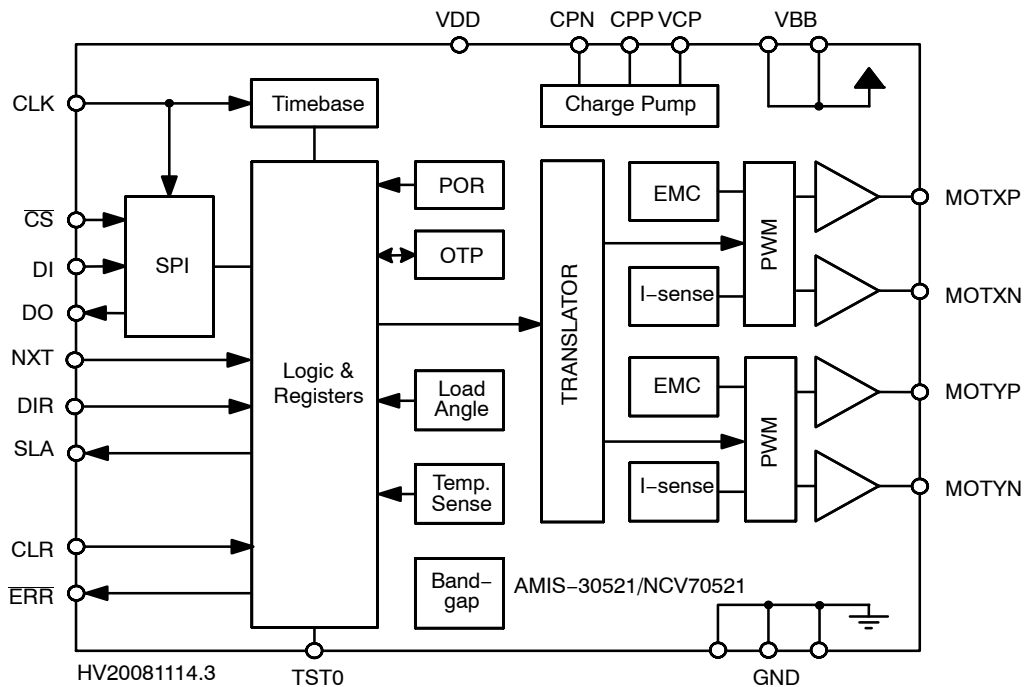 VDD
CPN CPP VCP
VBB
CLK
Timebase
Charge Pump
POR
EMC
MOTXP
CS
PWM
DI
SPI
OTP
DO
I−sense
MOTXN
NXT
Logic &
Registers
TRANSLATOR
DIR
Load
Angle
EMC
MOTYP
SLA
PWM
Temp.
Sense
I−sense
MOTYN
CLR
ERR
Band−
gap
AMIS−30521/NCV70521
HV20081114.3
TST0
GND